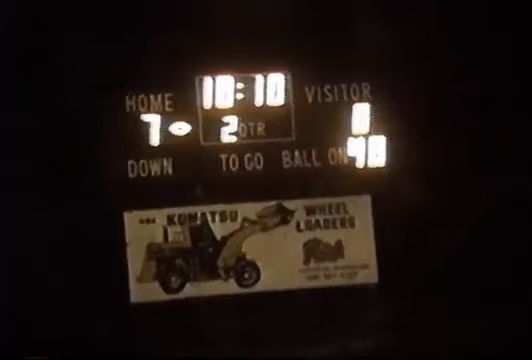 10:10
HOME VISITOR
7 2 QTR 0
DOWN TO GO BALL ON 40
KOMATSU WHEEL
LOADERS